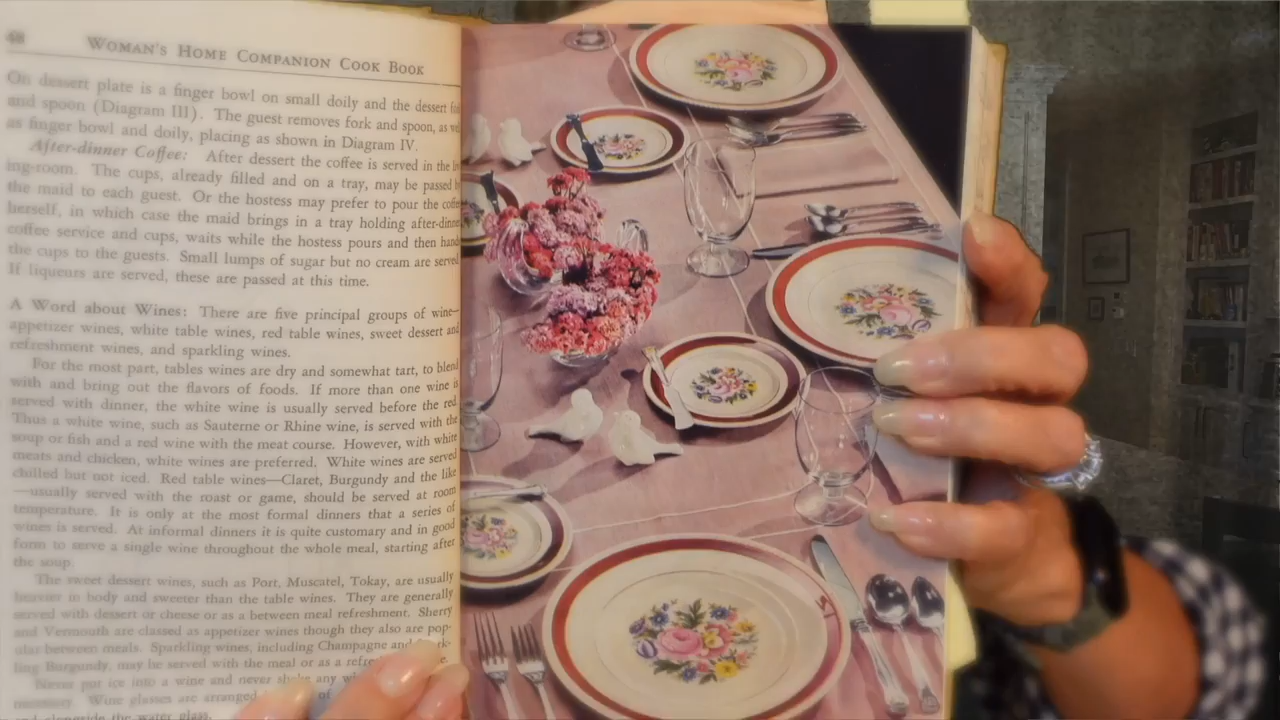 48 Woman's Home Companion Cook Book
On dessert plate is a finger bowl on small doily and the dessert
and spoon (Diagram III). The guest removes fork and spoon, as
as finger bowl and doily, placing as shown in Diagram IV.
After-dinner Coffee: After dessert the coffee is served in the
ing-room. The cups, already filled and on a tray, may be passed
the maid to each guest. Or the hostess may prefer to pour the
herself, in which case the maid brings in a tray holding after-
coffee service and cups, waits while the hostess pours and then
the cups to the guests. Small lumps of sugar but no cream are served
If liqueurs are served, these are passed at this time.
A Word about Wines: There are five principal groups of wine—
appetizer wines, white table wines, red table wines, sweet dessert and
refreshment wines, and sparkling wines.
For the most part, tables wines are dry and somewhat tart, to blend
with and bring out the flavors of foods. If more than one wine is
served with dinner, the white wine is usually served before the red
Thus a white wine, such as Sauterne or Rhine wine, is served with the
soup or fish and a red wine with the meat course. However, with white
meats and chicken, white wines are preferred. White wines are served
chilled but not iced. Red table wines—Claret, Burgundy and the like
—usually served with the roast or game, should be served at room
temperature. It is only at the most formal dinners that a series of
wines is served. At informal dinners it is quite customary and in good
form to serve a single wine throughout the whole meal, starting after
the soup.
The sweet dessert wines, such as Port, Muscatel, Tokay, are usually
heavier in body and sweeter than the table wines. They are generally
served with dessert or cheese or as a between meal refreshment. Sherry
and Vermouth are classed as appetizer wines though they also are pop-
ular between meals. Sparkling wines, including Champagne and
ling Burgundy, may be served with the meal or as a
Never put ice into a wine and never shake any
necessary. Wine glasses are arranged of
and alongside the water glass.